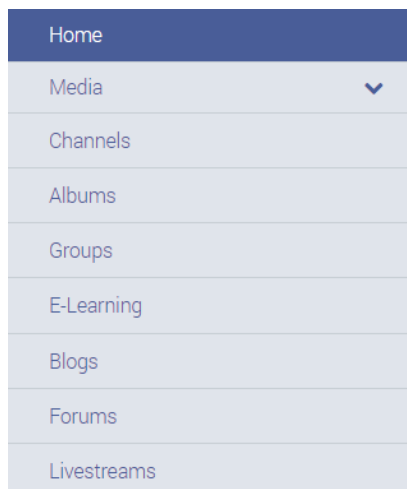 Home
Media
Channels
Albums
Groups
E-Learning
Blogs
Forums
Livestreams